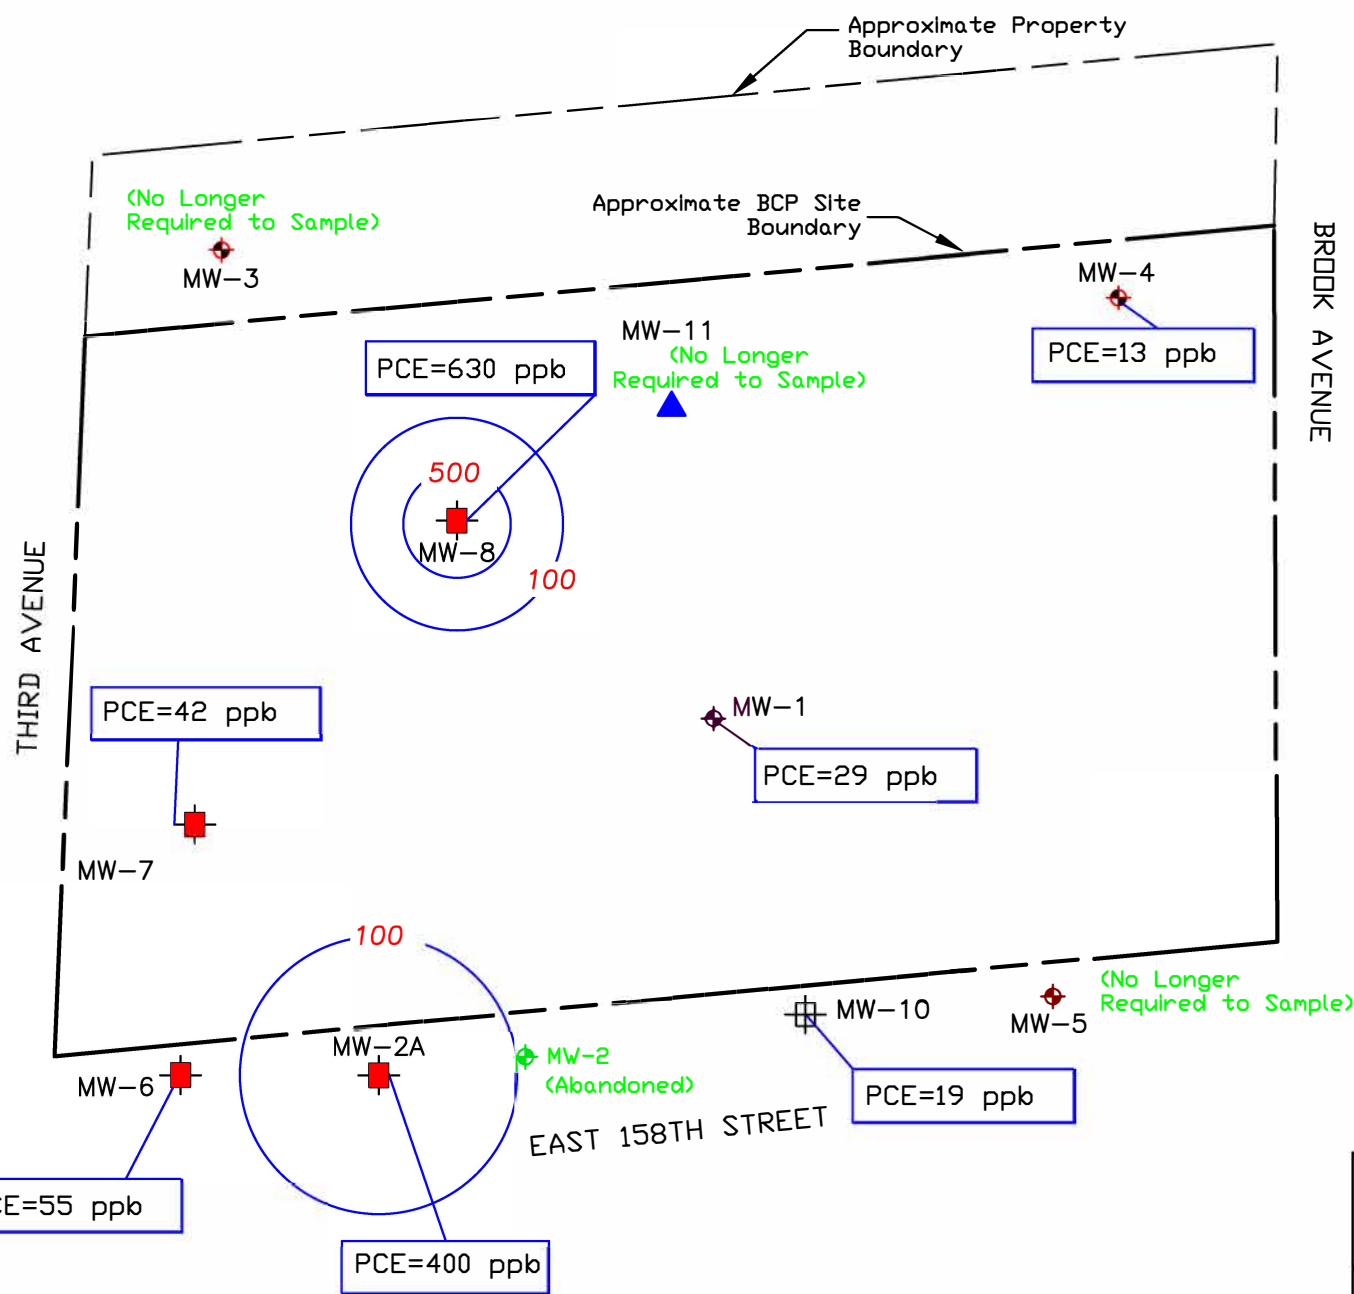 Approximate Property
Boundary
(No Longer
Required to Sample)
MW-3
Approximate BCP Site
Boundary
MW-4
PCE=13 ppb
BROOK AVENUE
MW-11
(No Longer
Required to Sample)
PCE=630 ppb
500
MW-8
100
THIRD AVENUE
PCE=42 ppb
MW-7
MW-1
PCE=29 ppb
100
MW-2A
MW-6
MW-2
(Abandoned)
MW-10
(No Longer
Required to Sample)
MW-5
PCE=19 ppb
EAST 158TH STREET
CE=55 ppb
PCE=400 ppb